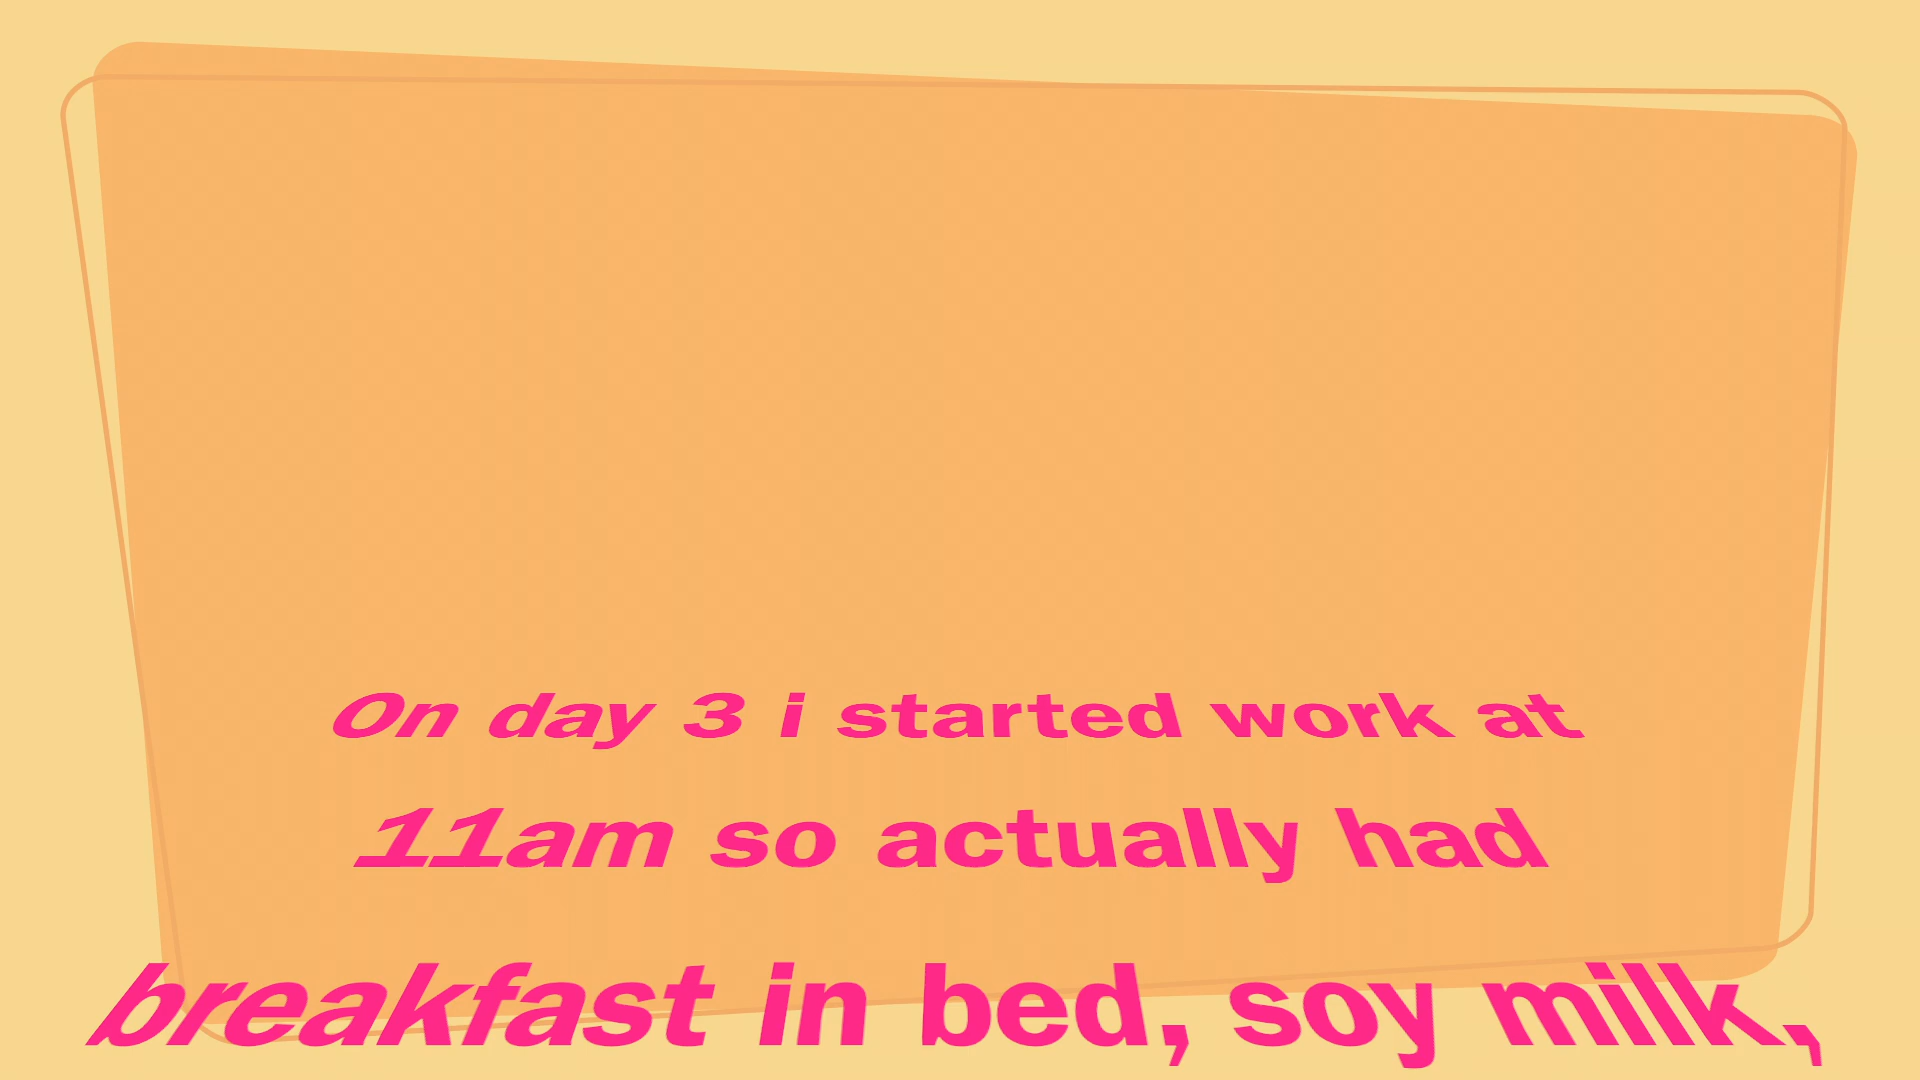 On day 3 i started work at
11am so actually had
breakfast in bed, soy milk,